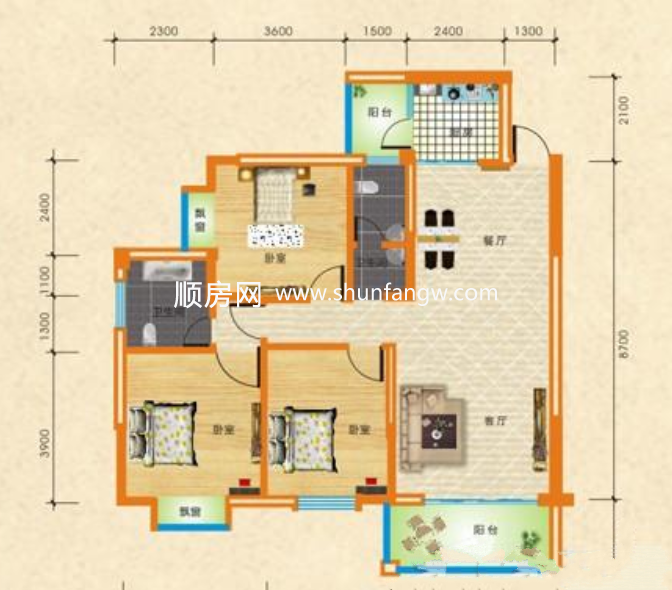 2300 3600 1500 2400 1300
2100
阳台
厨房
2400
飘窗
卧室
卫生间
餐厅
1100
卫生间
顺房网 www.shunfangw.com
1300
8700
3900
卧室
卧室
客厅
飘窗
阳台